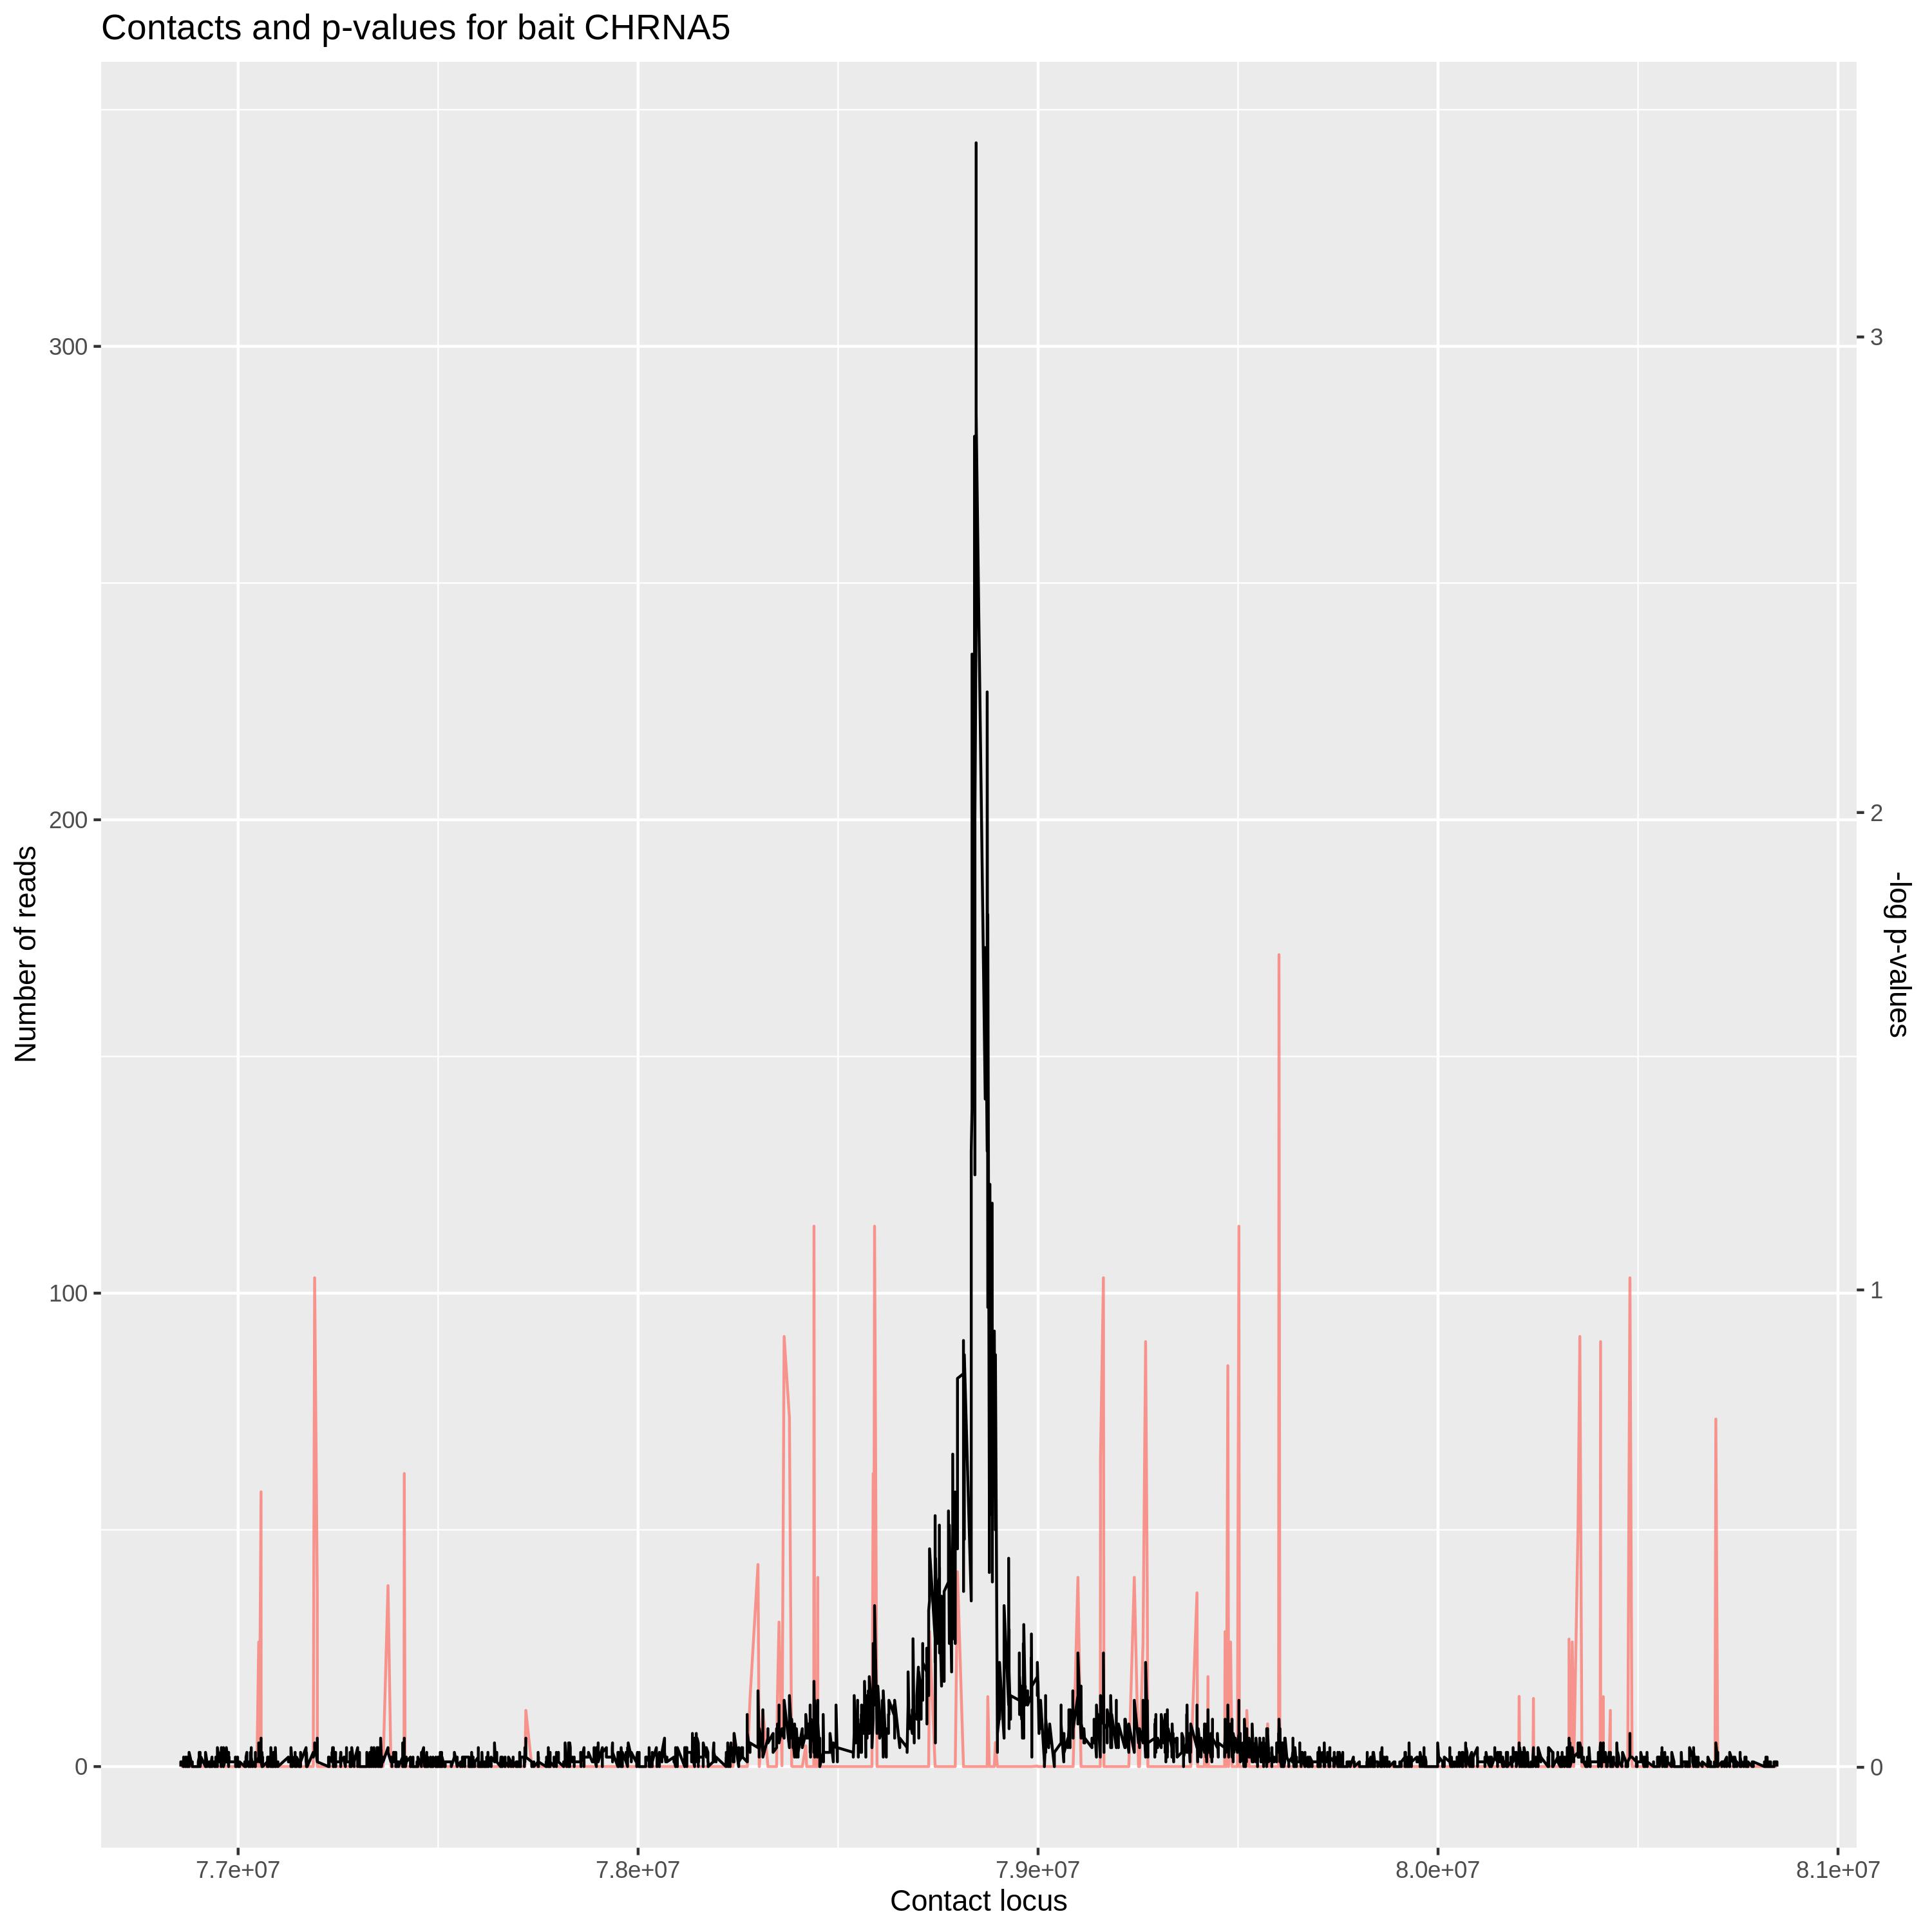 Contacts and p-values for bait CHRNA5
300
200
100
0
Number of reads
3
2
1
0
-log p-values
7.7e+07 7.8e+07 7.9e+07 8.0e+07 8.1e+07
Contact locus